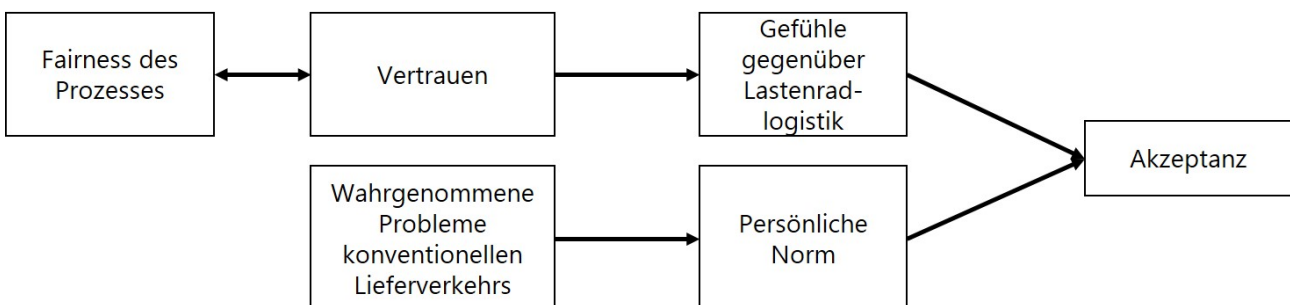 Fairness des
Prozesses
Vertrauen
Gefühle
gegenüber
Lastenrad-
logistik
Akzeptanz
Wahrgenommene
Probleme
konventionellen
Lieferverkehrs
Persönliche
Norm